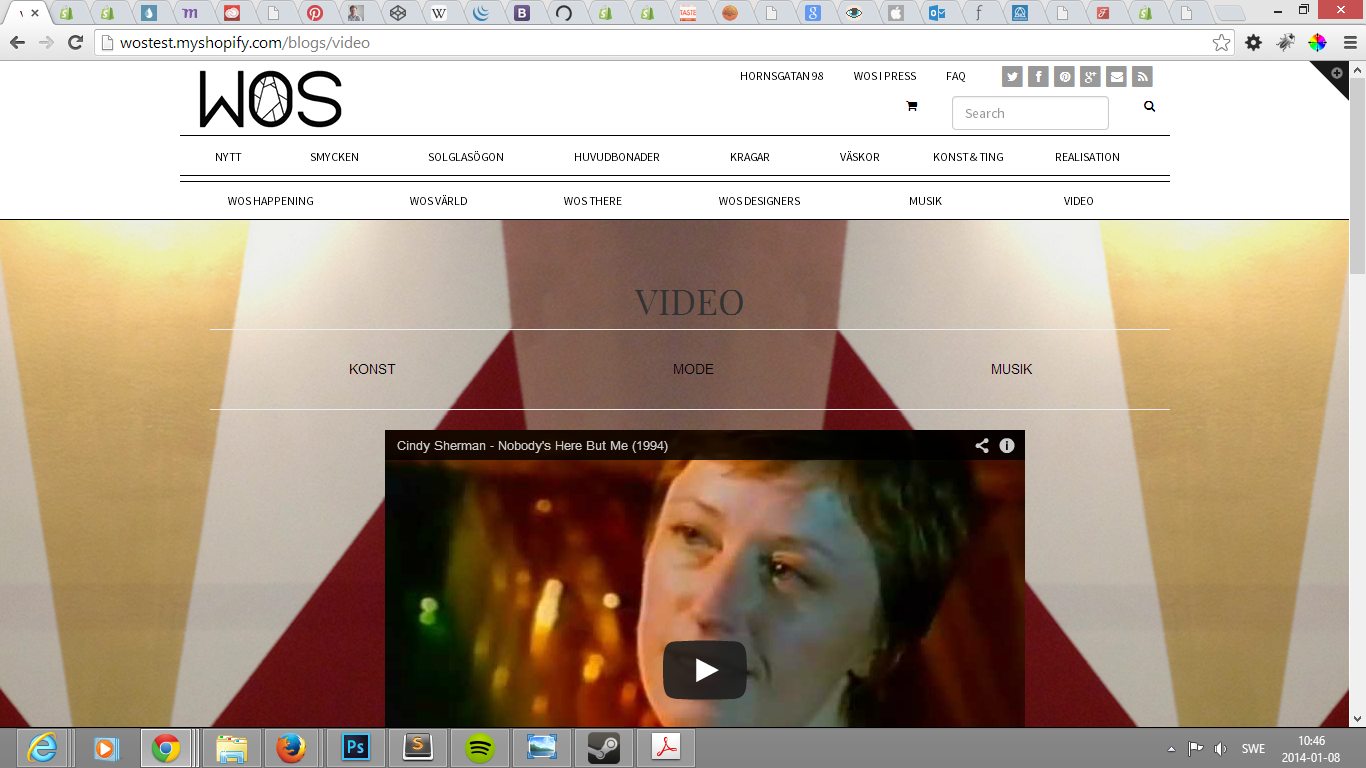 wostest.myshopify.com/blogs/video
WOS
HORNSGATAN 98 WOS I PRESS FAQ
Search
NYTT SMYCKEN SOLGLASÖGON HUVUDBONADER KRAGAR VÄSKOR KONST & TING REALISATION
WOS HAPPENING WOS VÄRLD WOS THERE WOS DESIGNERS MUSIK VIDEO
VIDEO
KONST MODE MUSIK
Cindy Sherman - Nobody's Here But Me (1994)
Ps
S
SWE
10:46
2014-01-08